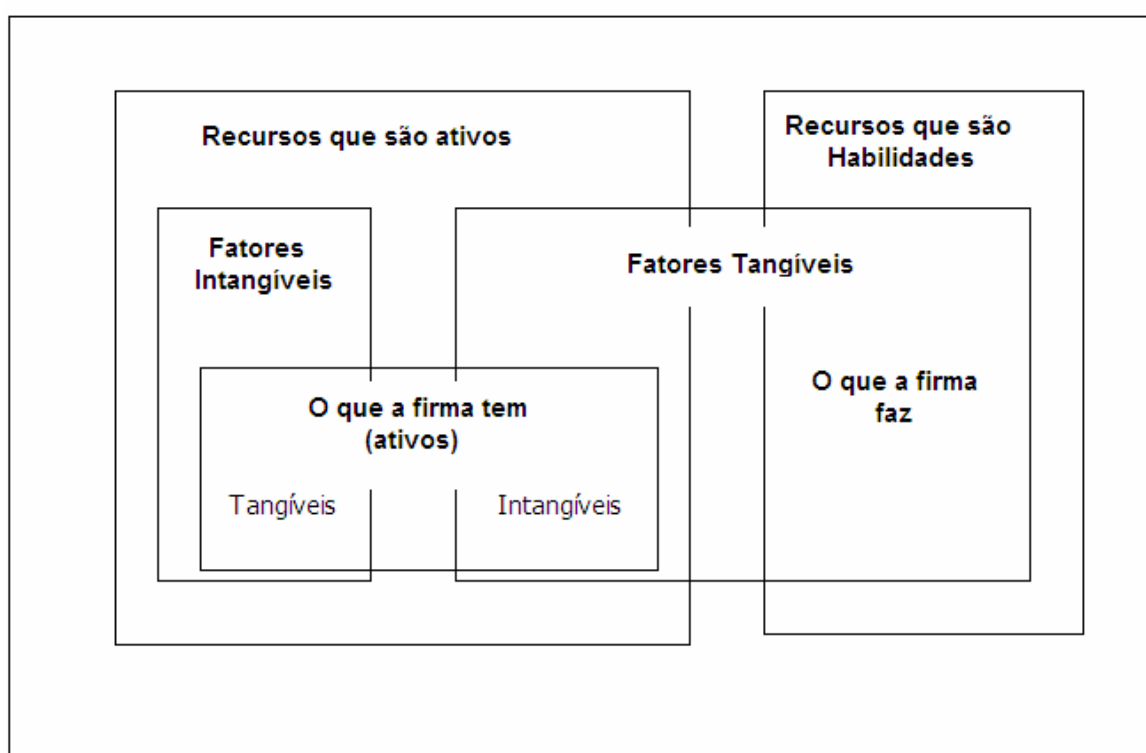 Recursos que são ativos
Recursos que são
Habilidades
Fatores
Intangíveis
Fatores Tangíveis
O que a firma tem
(ativos)
Tangíveis
Intangíveis
O que a firma
faz